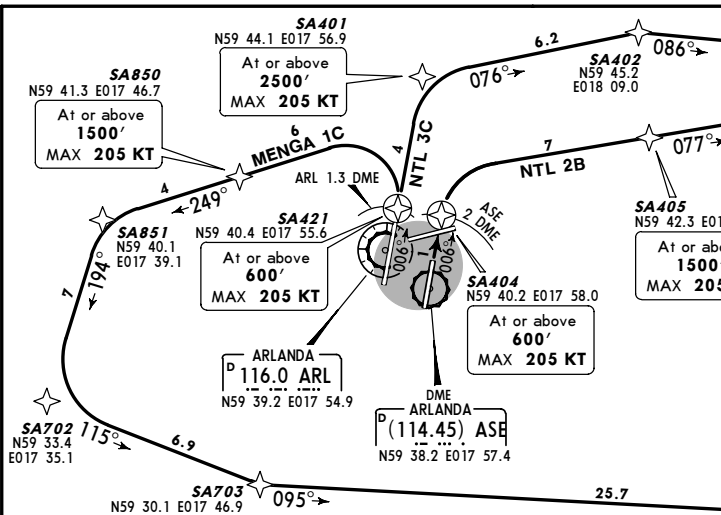 SA401
N59 44.1 E017 56.9
At or above
2500′
MAX 205 KT
6.2
076°
SA402
N59 45.2
E018 09.0
086°
SA850
N59 41.3 E017 46.7
At or above
1500′
MAX 205 KT
6
MENGA 1C
4
NTL 3C
7
NTL 2B
077°
ARL 1.3 DME
4
249°
SA421
N59 40.4 E017 55.6
At or above
600′
MAX 205 KT
ASE
2 DME
SA405
N59 42.3 E01
At or abo
1500
MAX 205
SA851
N59 40.1
E017 39.1
194°
7
006°
1
006°
SA404
N59 40.2 E017 58.0
At or above
600′
MAX 205 KT
ARLANDA
D 116.0 ARL
N59 39.2 E017 54.9
DME
ARLANDA
D (114.45) ASE
N59 38.2 E017 57.4
SA702
N59 33.4
E017 35.1
115°
6.9
SA703
N59 30.1 E017 46.9
095°
25.7